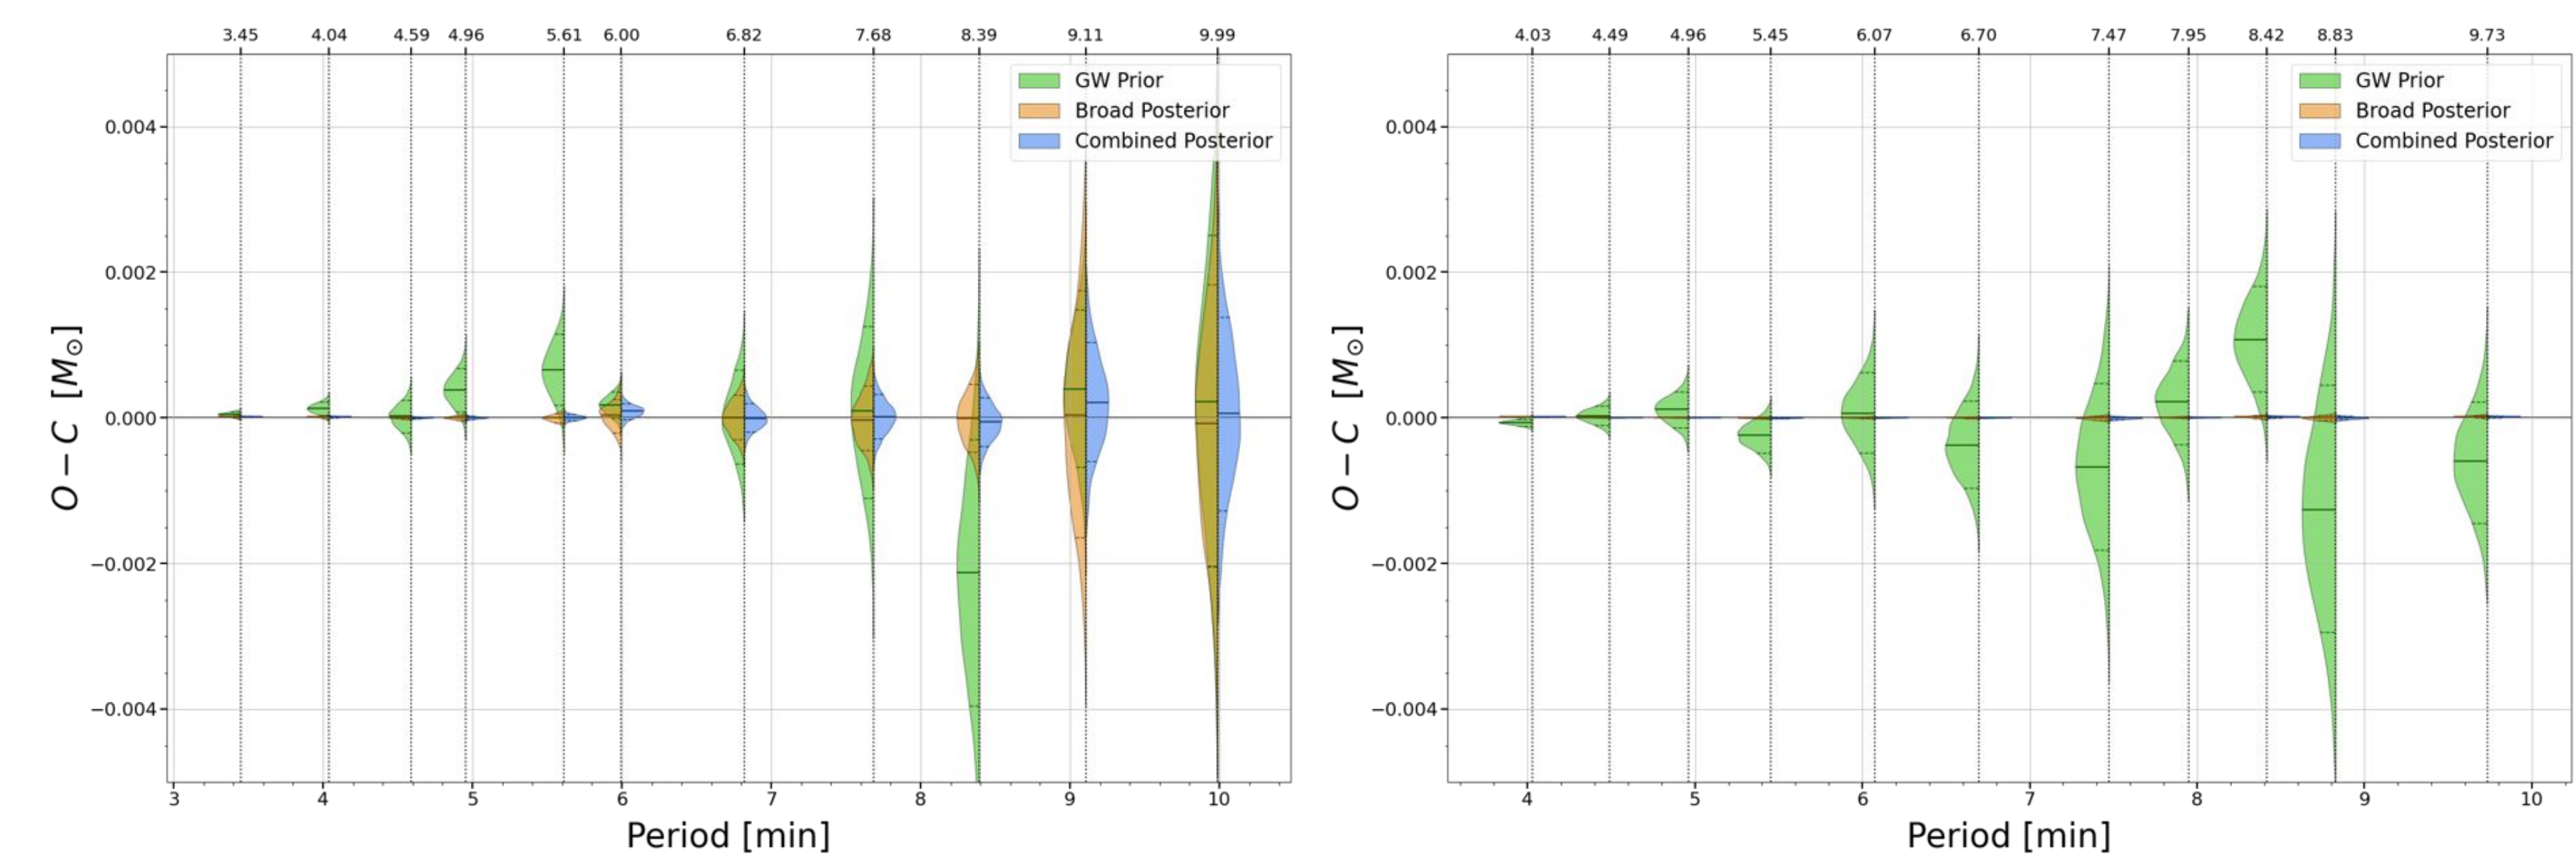 3.45 4.04 4.59 4.96 5.61 6.00 6.82 7.68 8.39 9.11 9.99
GW Prior
Broad Posterior
Combined Posterior
0.004
0.002
0.000
−0.002
−0.004
O − C [M⊙]
3 4 5 6 7 8 9 10
Period [min]
4.03 4.49 4.96 5.45 6.07 6.70 7.47 7.95 8.42 8.83 9.73
GW Prior
Broad Posterior
Combined Posterior
0.004
0.002
0.000
−0.002
−0.004
O − C [M⊙]
4 5 6 7 8 9 10
Period [min]